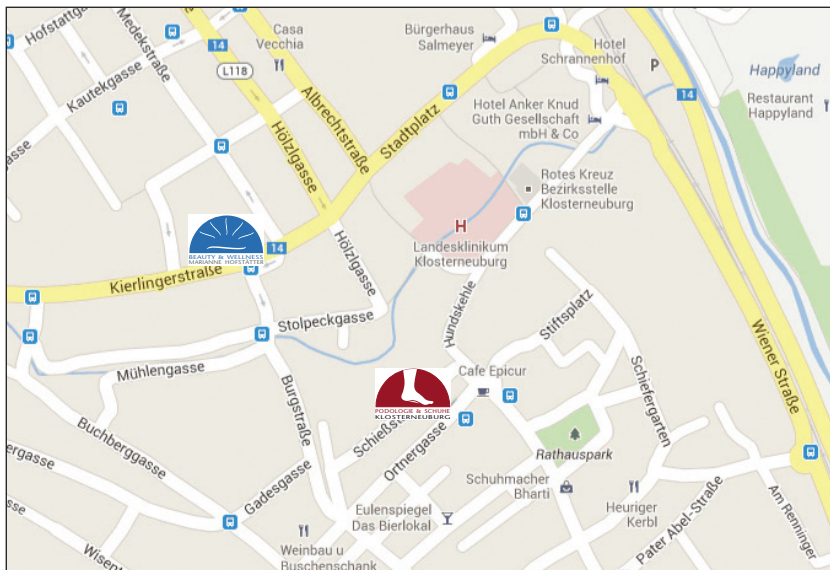 Hofstattg
Medekstraße
14
L118
Casa
Vecchia
Bürgerhaus
Salmeyer
Hotel
Schrannenhof
P
14
Happyland
Restaurant
Happyland
Kautekgasse
Albrechtstraße
Stadtplatz
Hotel Anker Knud
Guth Gesellschaft
mbH & Co
Hölzlgasse
Rotes Kreuz
Bezirksstelle
Klosterneuburg
H
Landesklinikum
Klosterneuburg
BEAUTY & WELLNESS
MARIANNE HOFSTÄTTER
14
Kierlingerstraße
Hölzlgasse
Stolpeckgasse
Hundskehle
Stiftsplatz
Wiener Straße
Mühlengasse
Burgstraße
Cafe Epicur
PODOLOGIE & SCHUHE
KLOSTERNEUBURG
Schiefergarten
Buchberggasse
Schießst
Ortnergasse
Rathauspark
ergasse
Gadesgasse
Schuhmacher
Bharti
Heuriger
Kerbl
Pater Abel-Straße
Am Renninger
Eulenspiegel
Das Bierlokal
Wisent
Weinbau u
Buschenschank